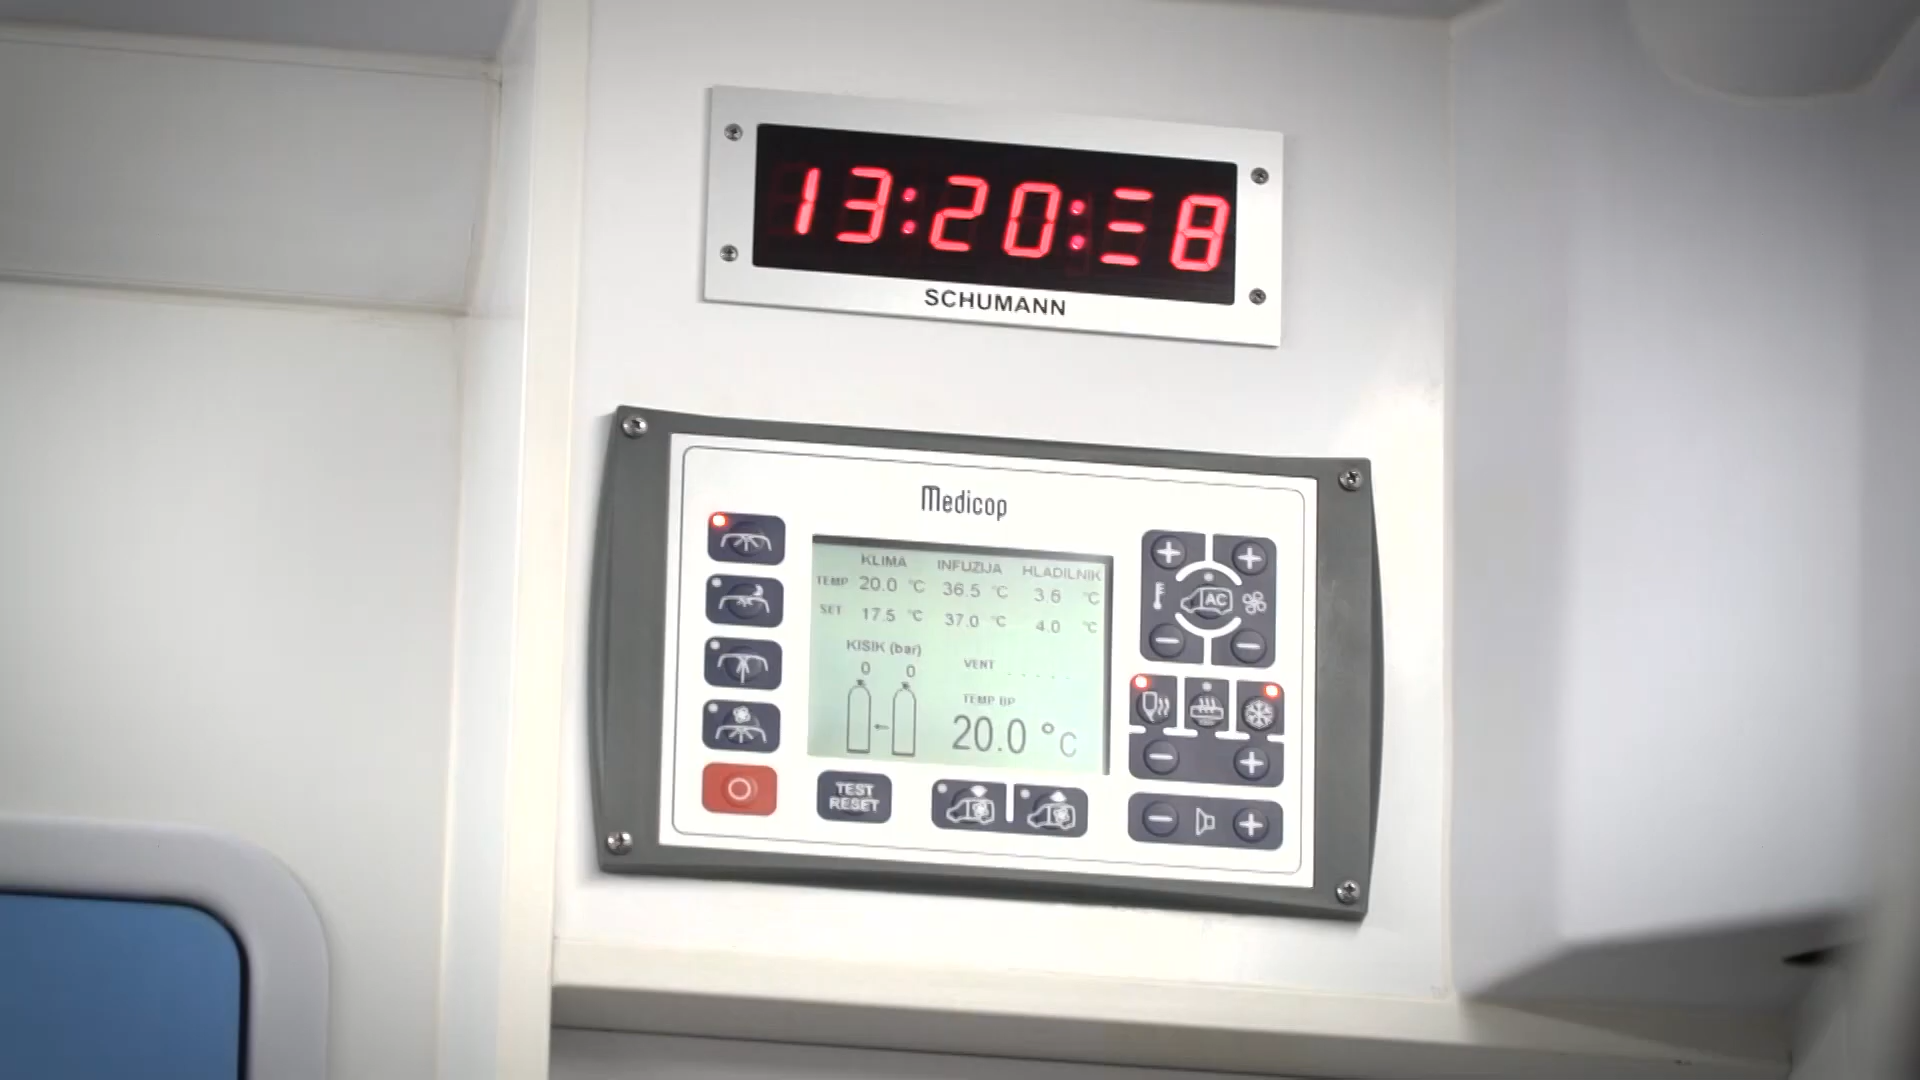 13:20: 8
SCHUMANN
Medicop
KLIMA INFUZIJA HLADILNIK
TEMP 20.0 °C 36.5 °C 3.6 °C
SET 17.5 °C 37.0 °C 4.0 °C
KISIK (bar)
0 0
VENT - - - - -
TEMP BP
20.0 °C
AC
TEST
RESET